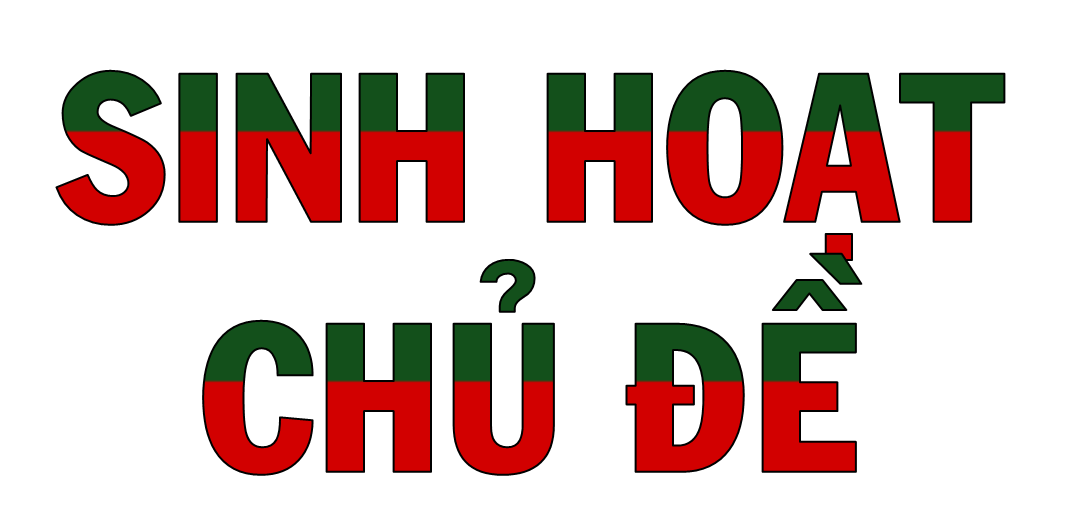 SINH HOẠT
CHỦ ĐỀ